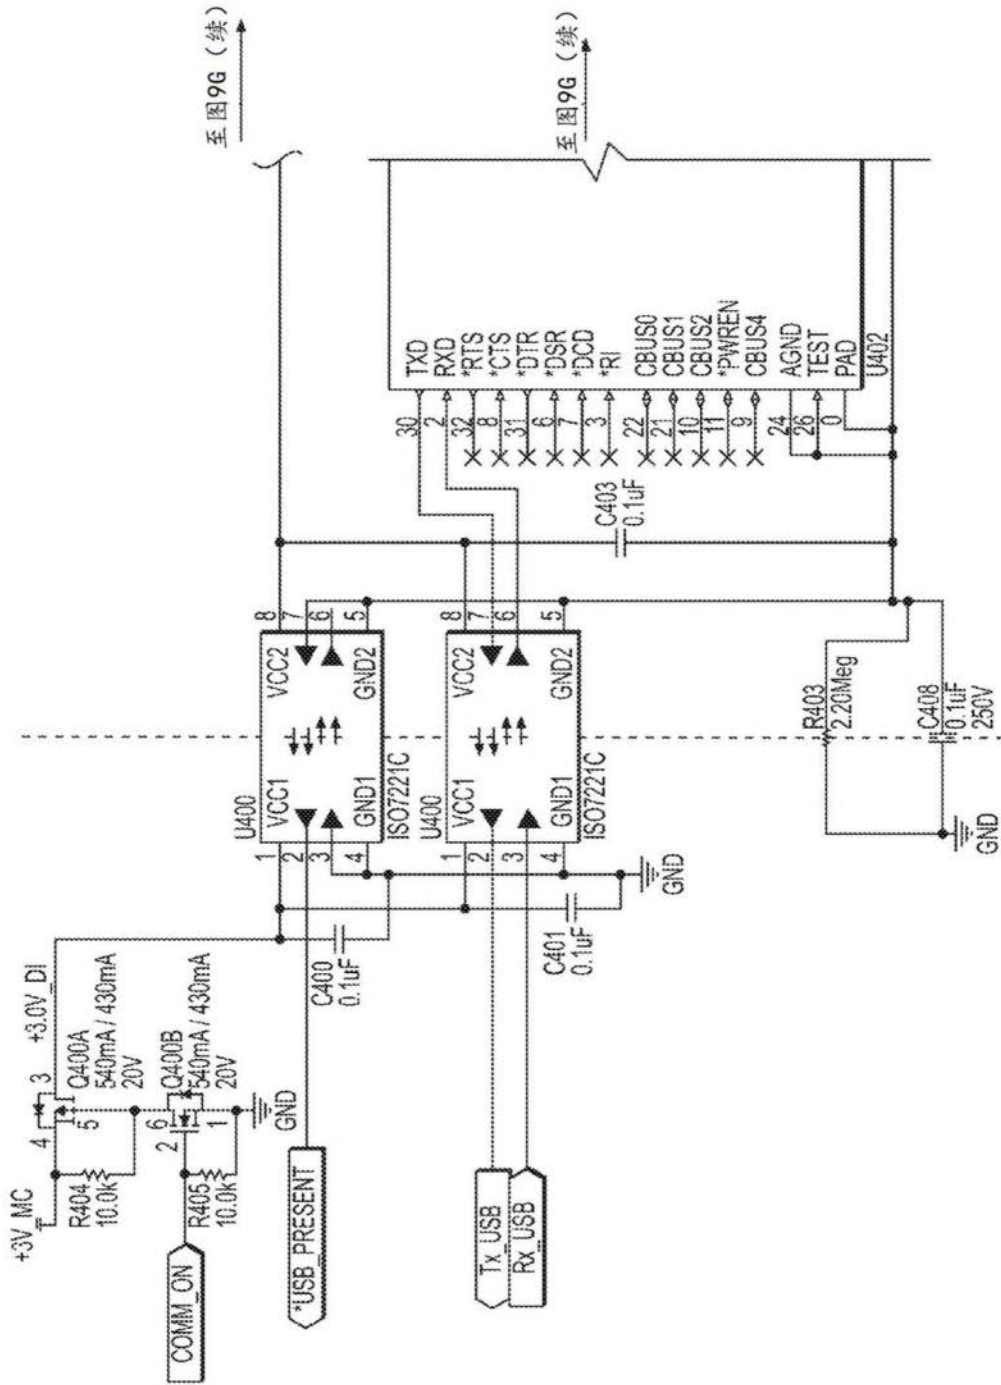 至图9G（续）
至图9G（续）
+3V_MC
R404
10.0k
4
3
5
Q400A
540mA / 430mA
20V
+3.0V_DI
COMM_ON
R405
10.0k
2
6
1
Q400B
540mA / 430mA
20V
GND
*USB_PRESENT
C400
0.1uF
U400
1
2
3
4
VCC1
GND1
VCC2
GND2
8
7
6
5
ISO7221C
Tx_USB
Rx_USB
C401
0.1uF
GND
U400
1
2
3
4
VCC1
GND1
VCC2
GND2
8
7
6
5
ISO7221C
C403
0.1uF
30 TXD
2 RXD
32 *RTS
8 *CTS
31 *DTR
6 *DSR
7 *DCD
3 *RI
22 CBUS0
21 CBUS1
10 CBUS2
11 *PWREN
9 CBUS4
24 AGND
26 TEST
0 PAD
U402
R403
2.20Meg
C408
0.1uF
250V
GND